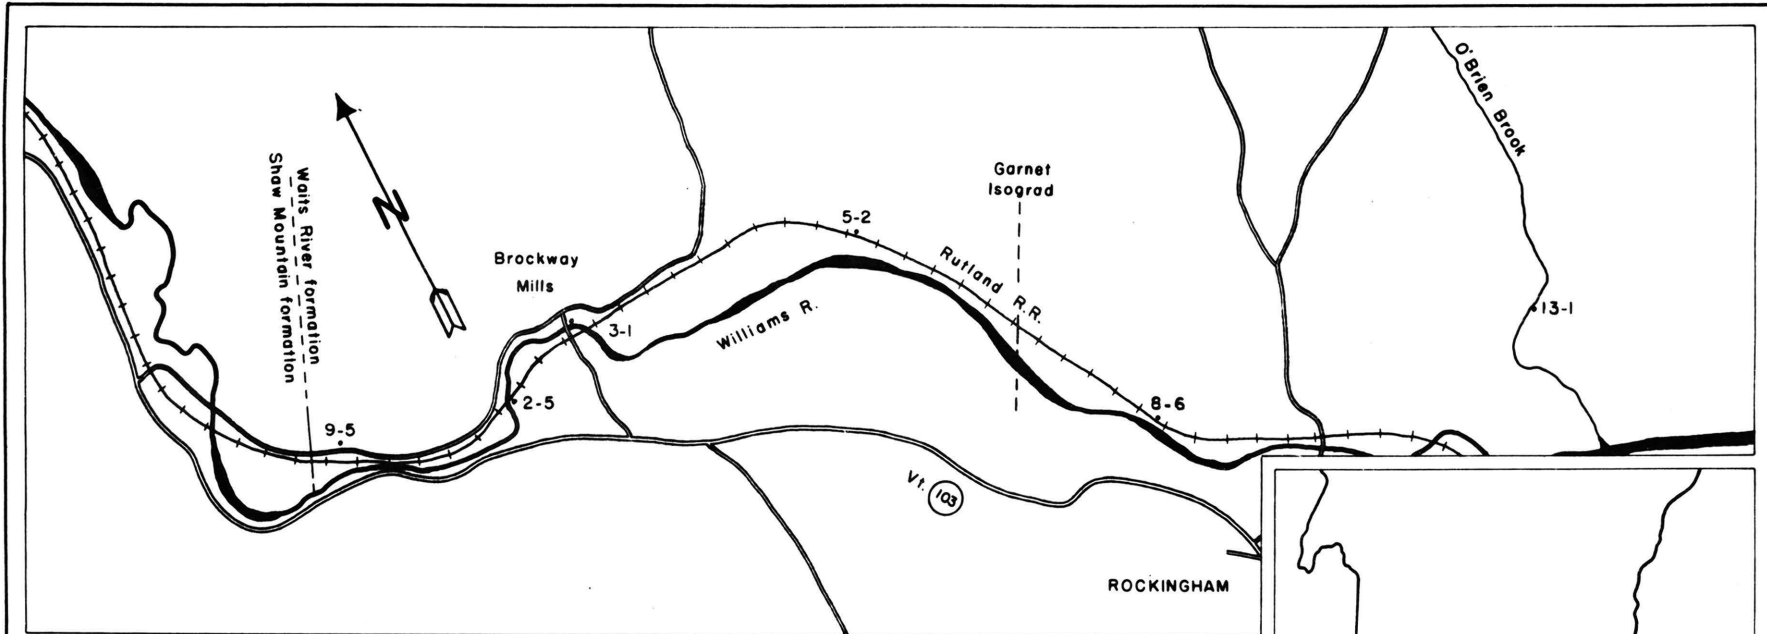 O'Brien Brook
Garnet
Isograd
Waits River formation
Shaw Mountain formation
N
5-2
Brockway
Mills
Rutland R.R.
3-1
Williams R.
13-1
2-5
8-6
9-5
Vt. 103
ROCKINGHAM